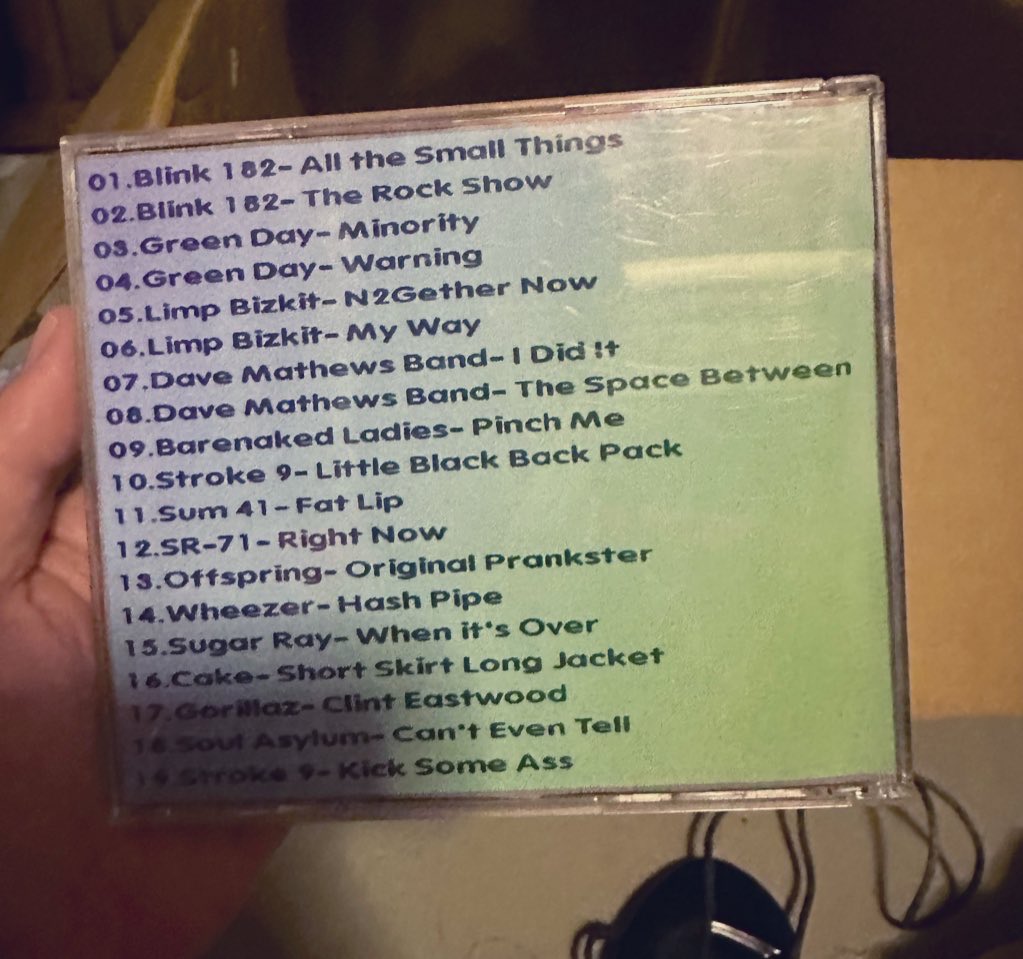 01.Blink 182- All the Small Things
02.Blink 182- The Rock Show
03.Green Day- Minority
04.Green Day- Warning
05.Limp Bizkit- N2Gether Now
06.Limp Bizkit- My Way
07.Dave Mathews Band- I Did It
08.Dave Mathews Band- The Space Between
09.Barenaked Ladies- Pinch Me
10.Stroke 9- Little Black Back Pack
11.Sum 41- Fat Lip
12.SR-71- Right Now
13.Offspring- Original Prankster
14.Wheezer- Hash Pipe
15.Sugar Ray- When it's Over
16.Cake- Short Skirt Long Jacket
17.Gorillaz- Clint Eastwood
18.Soul Asylum- Can't Even Tell
19.Stroke 9- Kick Some Ass